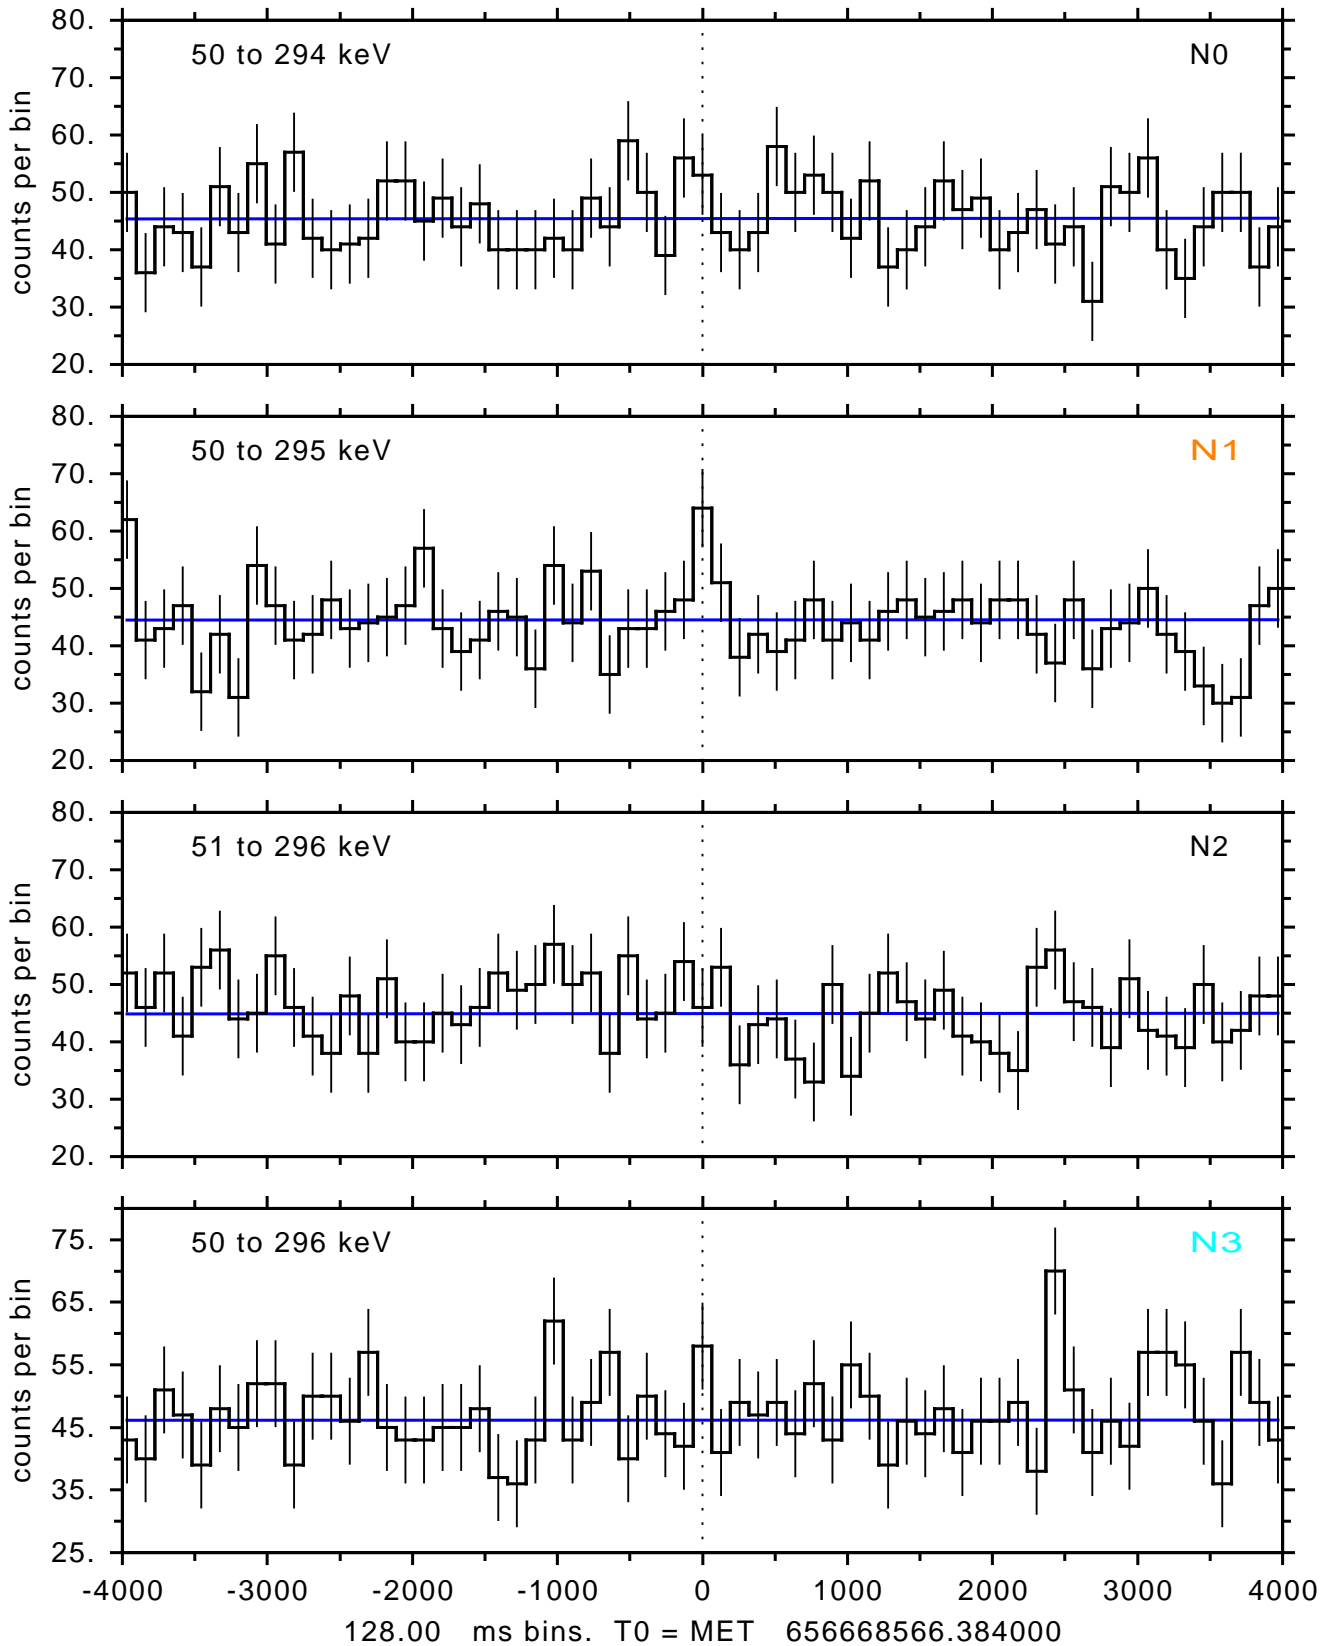 50 to 294 keV N0
counts per bin
80.
70.
60.
50.
40.
30.
20.
50 to 295 keV N1
counts per bin
80.
70.
60.
50.
40.
30.
20.
51 to 296 keV N2
counts per bin
80.
70.
60.
50.
40.
30.
20.
50 to 296 keV N3
counts per bin
75.
65.
55.
45.
35.
25.
-4000 -3000 -2000 -1000 0 1000 2000 3000 4000
128.00 ms bins. T0 = MET 656668566.384000